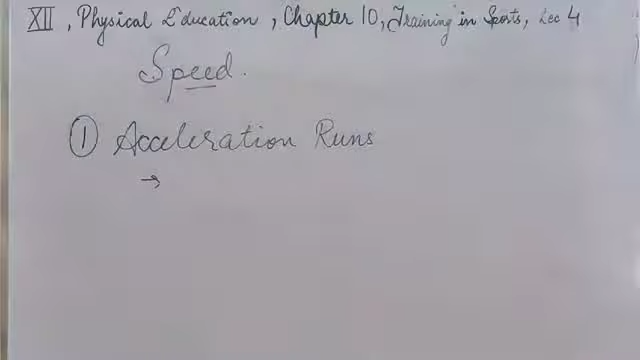 XII, Physical Education, Chapter 10, Training in Sports, Lec 4
Speed.
① Acceleration Runs
→